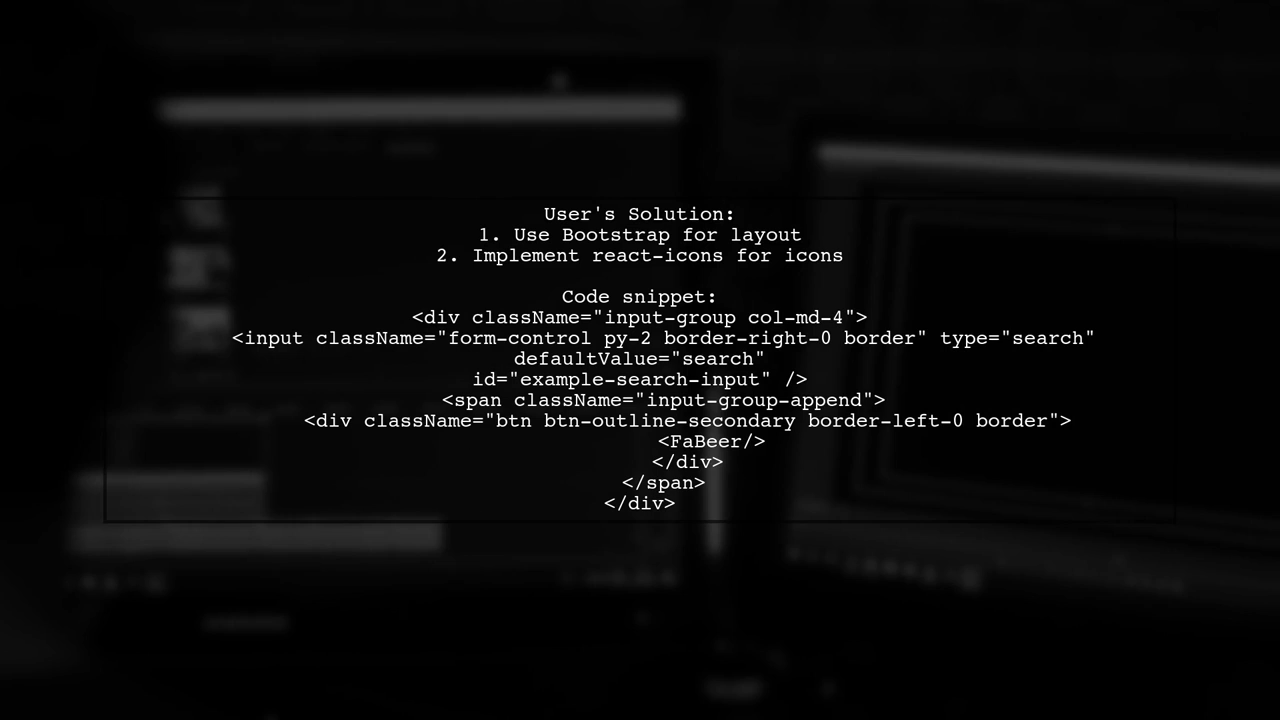 User's Solution:
1. Use Bootstrap for layout
2. Implement react-icons for icons
Code snippet:
<div className="input-group col-md-4">
<input className="form-control py-2 border-right-0 border" type="search"
defaultValue="search"
id="example-search-input" />
<span className="input-group-append">
<div className="btn btn-outline-secondary border-left-0 border">
<FaBeer/>
</div>
</span>
</div>